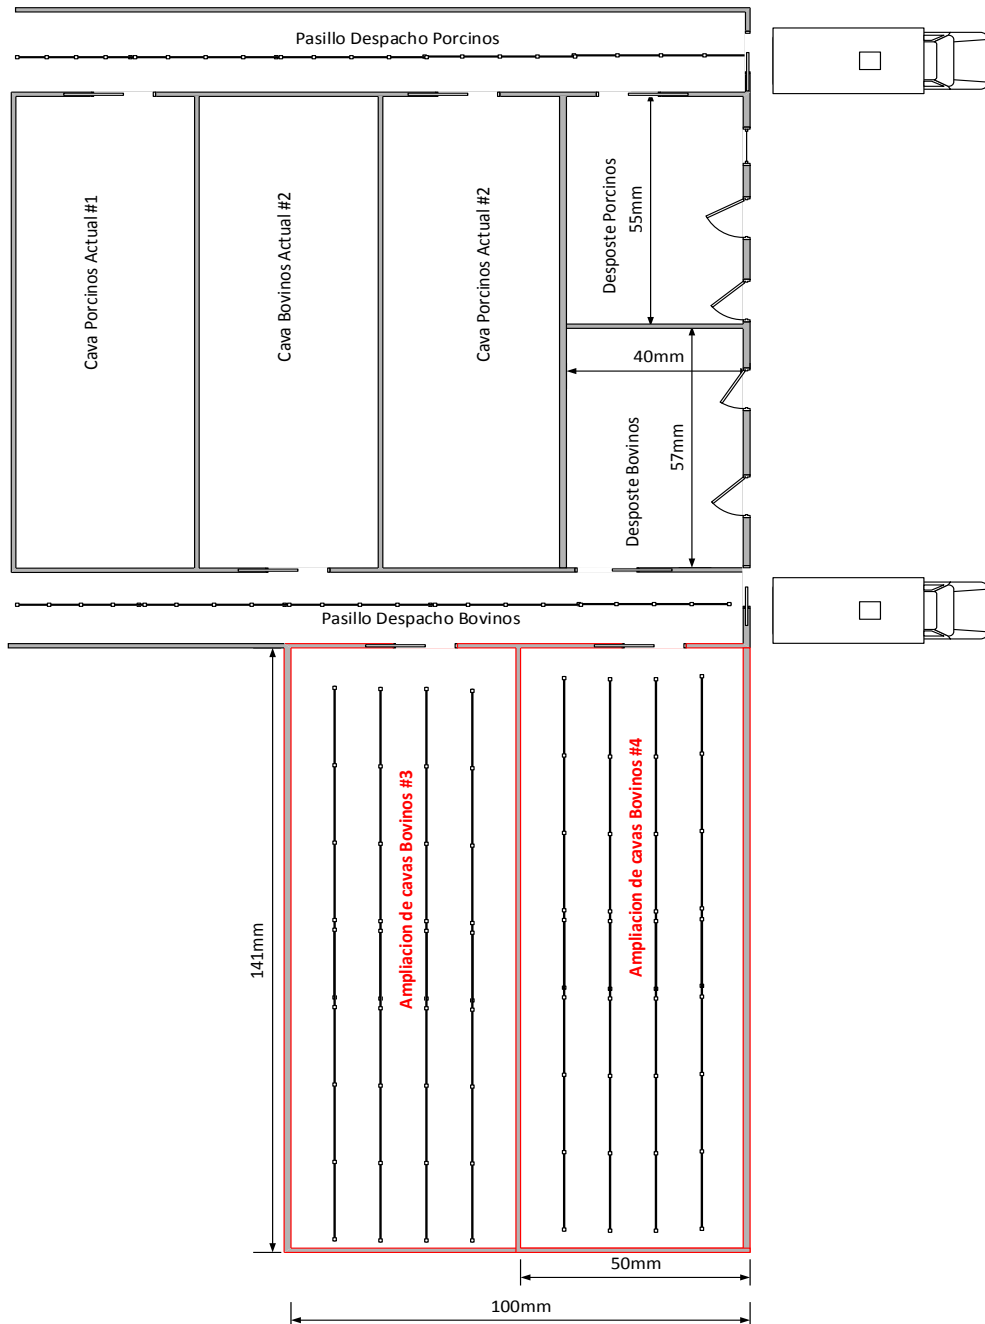 Pasillo Despacho Porcinos
Cava Porcinos Actual #1
Cava Bovinos Actual #2
Cava Porcinos Actual #2
Desposte Porcinos
55mm
40mm
Desposte Bovinos
57mm
Pasillo Despacho Bovinos
141mm
Ampliacion de cavas Bovinos #3
Ampliacion de cavas Bovinos #4
50mm
100mm